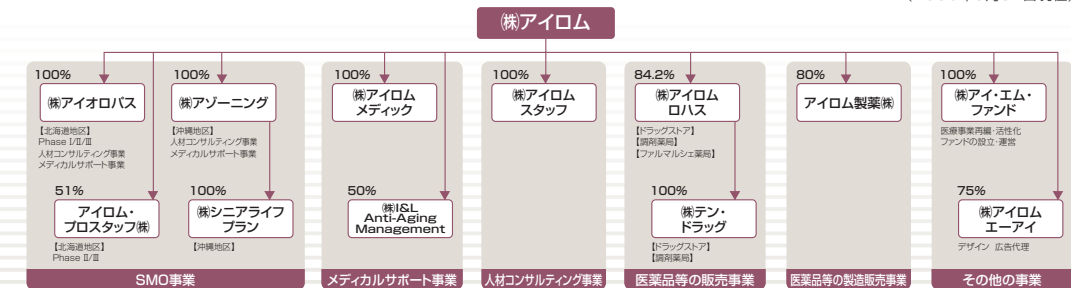 ㈱アイロム
100%
㈱アイオロパス
【北海道地区】
Phase I/II/III
人材コンサルティング事業
メディカルサポート事業
100%
㈱アゾーニング
【沖縄地区】
人材コンサルティング事業
メディカルサポート事業
51%
アイロム・
プロスタッフ㈱
【北海道地区】
Phase II/III
100%
㈱シニアライフ
プラン
【沖縄地区】
SMO事業
100%
㈱アイロム
メディック
50%
㈱I&L
Anti-Aging
Management
メディカルサポート事業
100%
㈱アイロム
スタッフ
人材コンサルティング事業
84.2%
㈱アイロム
ロハス
【ドラッグストア】
【調剤薬局】
【ファルマルシェ薬局】
100%
㈱テン・
ドラッグ
【ドラッグストア】
【調剤薬局】
医薬品等の販売事業
80%
アイロム製薬㈱
医薬品等の製造販売事業
100%
㈱アイ・エム・
ファンド
医療事業再編・活性化
ファンドの設立・運営
75%
㈱アイロム
エーアイ
デザイン 広告代理
その他の事業